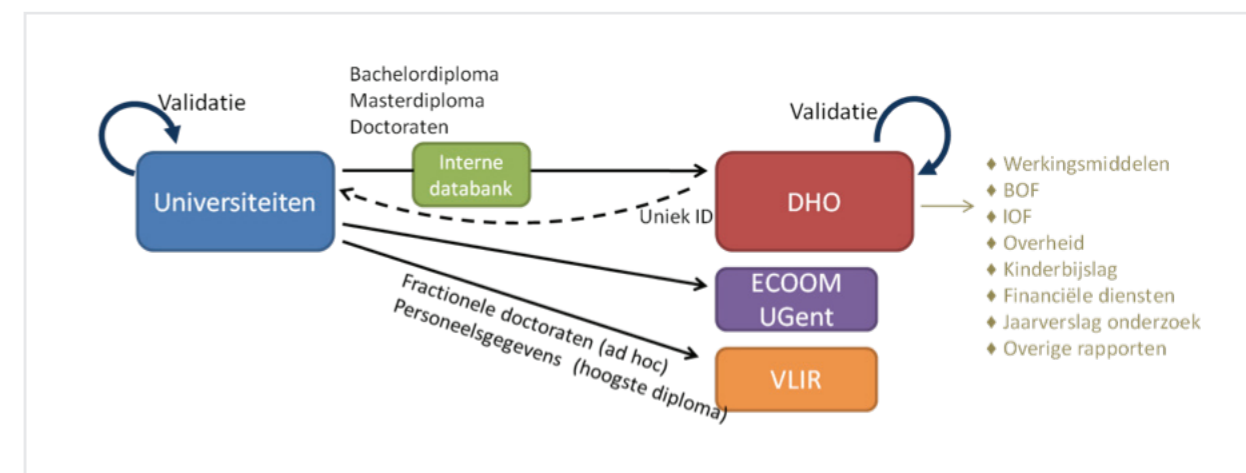 Validatie
Bachelordiploma
Masterdiploma
Doctoraten
Universiteiten
Interne
databank
Uniek ID
Validatie
DHO
♦ Werkingsmiddelen
♦ BOF
♦ IOF
♦ Overheid
♦ Kinderbijslag
♦ Financiële diensten
♦ Jaarverslag onderzoek
♦ Overige rapporten
ECOOM
UGent
Fractionele doctoraten (ad hoc)
Personeelsgegevens (hoogste diploma)
VLIR